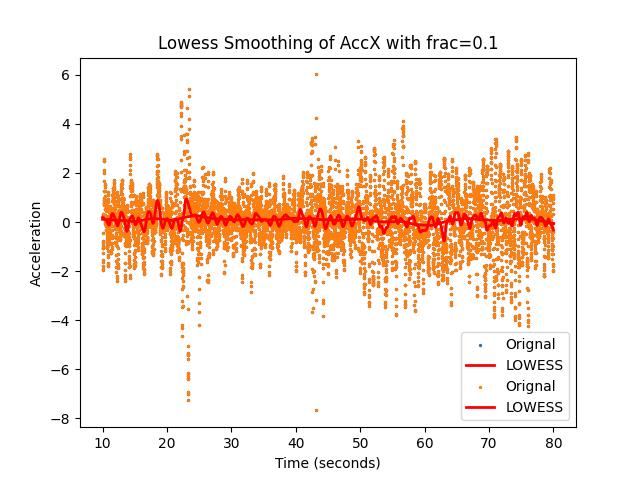 Lowess Smoothing of AccX with frac=0.1
6
4
2
0
−2
−4
−6
−8
Acceleration
Orignal
LOWESS
Orignal
LOWESS
10 20 30 40 50 60 70 80
Time (seconds)